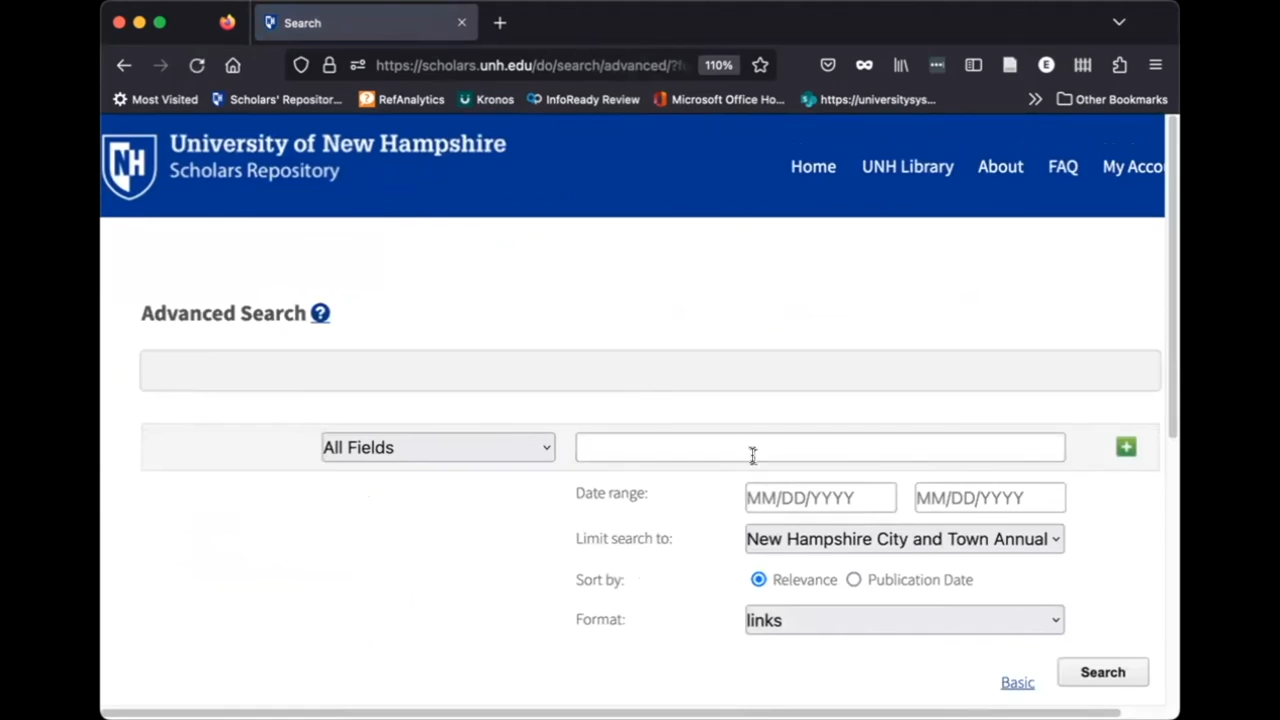 Search
https://scholars.unh.edu/do/search/advanced/?
110%
Most Visited
Scholars' Repositor...
RefAnalytics
Kronos
InfoReady Review
Microsoft Office Ho...
https://universitysys...
Other Bookmarks
University of New Hampshire
Scholars Repository
Home
UNH Library
About
FAQ
My Acco
Advanced Search ?
All Fields
Date range:
MM/DD/YYYY
MM/DD/YYYY
Limit search to:
New Hampshire City and Town Annual
Sort by:
Relevance
Publication Date
Format:
links
Basic
Search